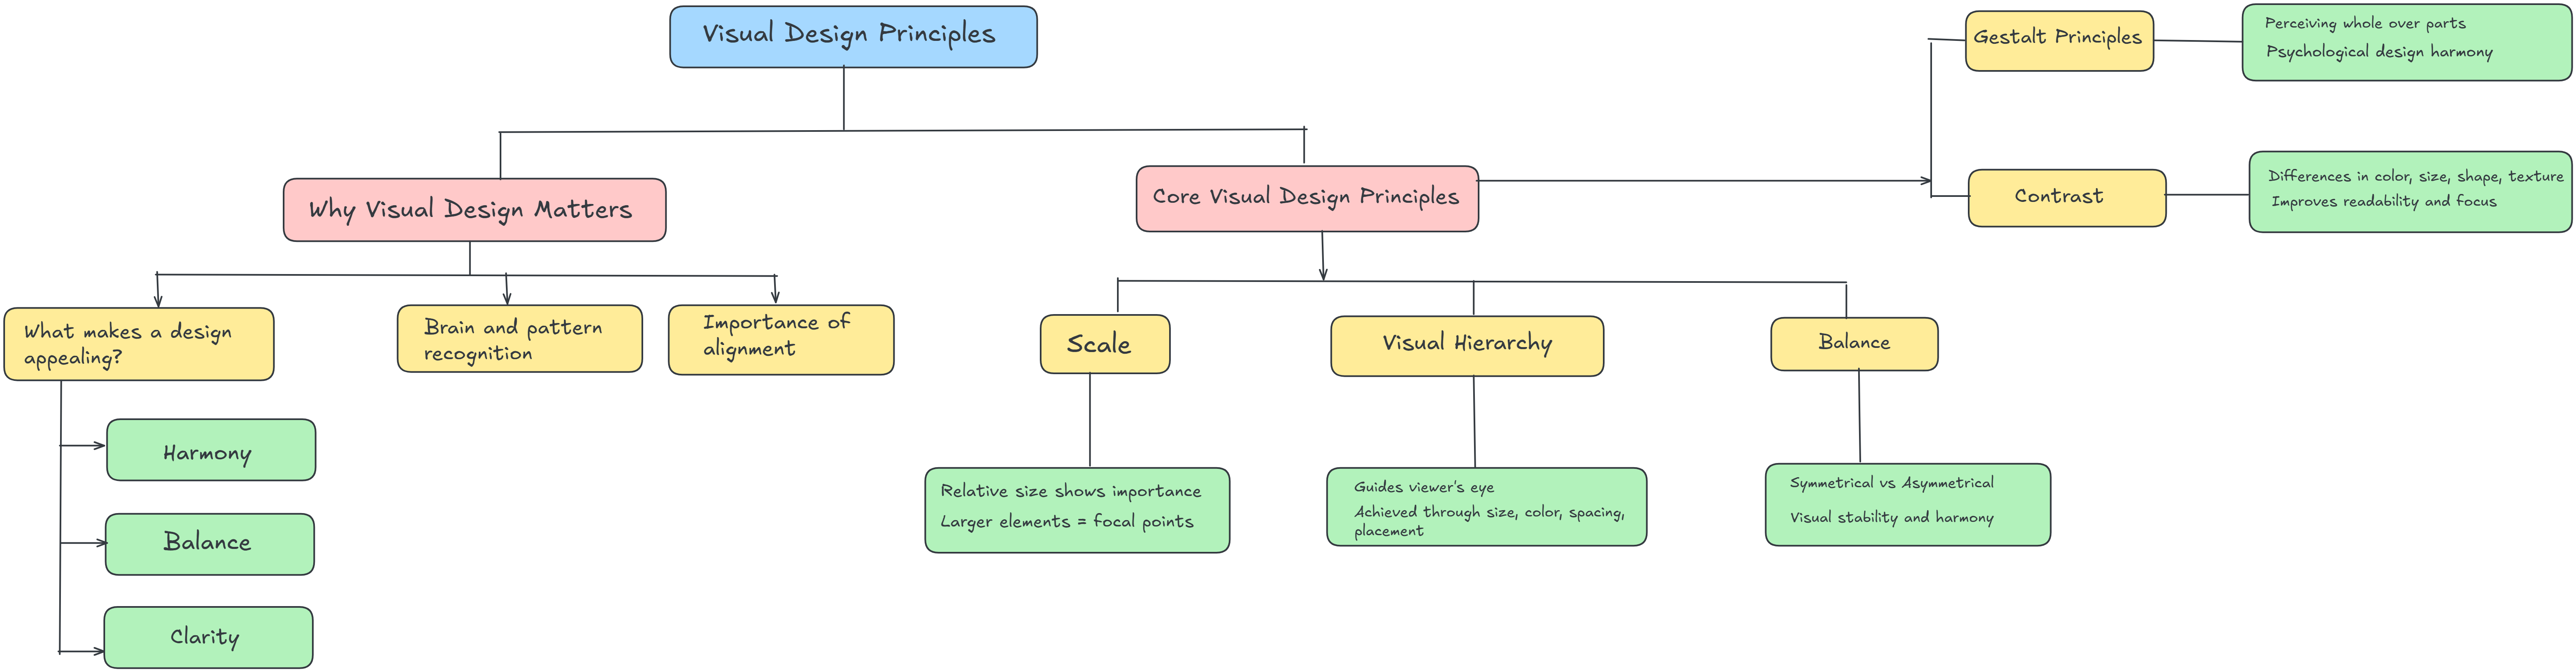 Visual Design Principles
Why Visual Design Matters
What makes a design
appealing?
Harmony
Balance
Clarity
Brain and pattern
recognition
Importance of
alignment
Core Visual Design Principles
Scale
Relative size shows importance
Larger elements = focal points
Visual Hierarchy
Guides viewer's eye
Achieved through size, color, spacing,
placement
Balance
Symmetrical vs Asymmetrical
Visual stability and harmony
Gestalt Principles
Perceiving whole over parts
Psychological design harmony
Contrast
Differences in color, size, shape, texture
Improves readability and focus